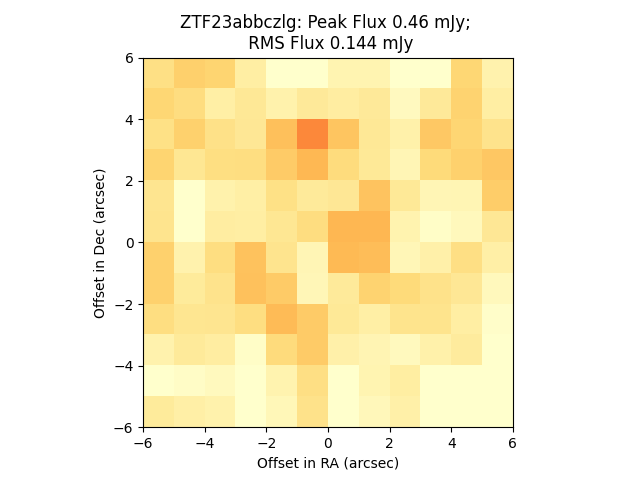 ZTF23abbczlg: Peak Flux 0.46 mJy;
RMS Flux 0.144 mJy
6
4
2
0
−2
−4
−6
Offset in Dec (arcsec)
−6 −4 −2 0 2 4 6
Offset in RA (arcsec)